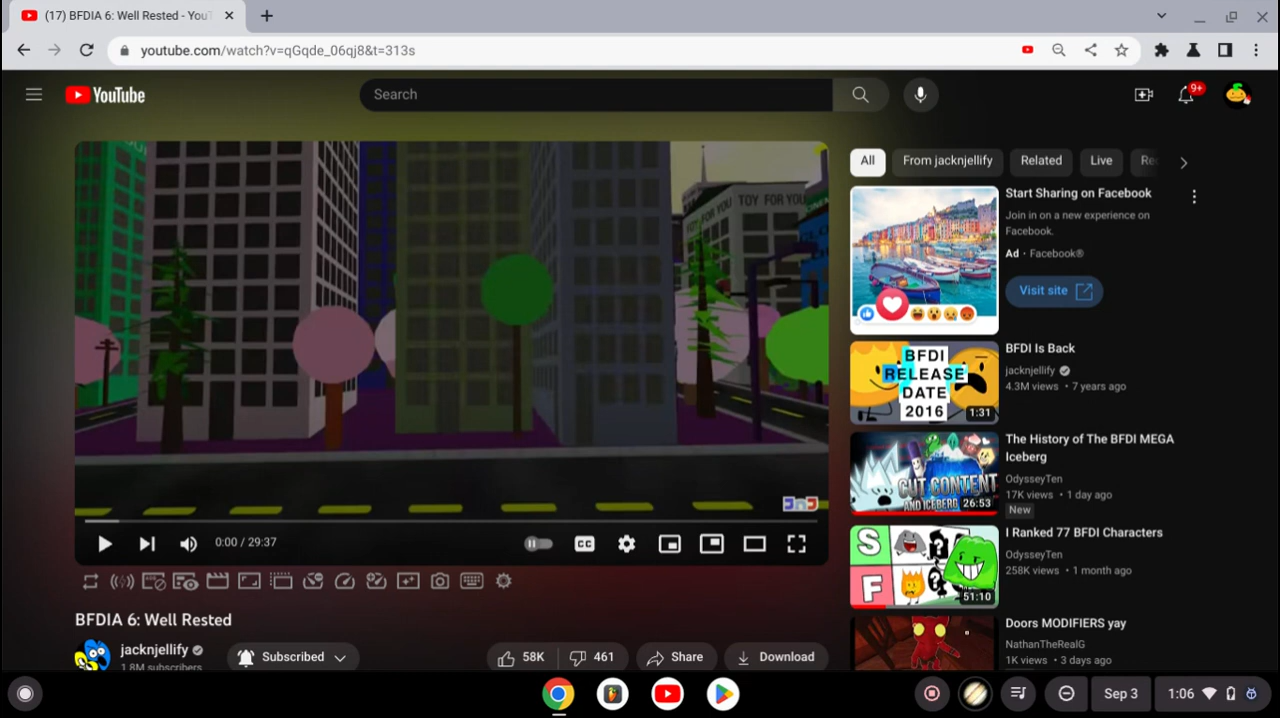 (17) BFDIA 6: Well Rested - YouT
youtube.com/watch?v=qGqde_06qj8&t=313s
YouTube
Search
9+
NOT FOR YOU
TOY FOR YOU
0:00 / 29:37
CC
BFDIA 6: Well Rested
jacknjellify
1.8M subscribers
Subscribed
58K
461
Share
Download
All
From jacknjellify
Related
Live
Re
Start Sharing on Facebook
Join in on a new experience on
Facebook.
Ad · Facebook®
Visit site
BFDI
RELEASE
DATE
2016
1:31
BFDI Is Back
jacknjellify
4.3M views · 7 years ago
CUT CONTENT
AND ICEBERG
26:53
The History of The BFDI MEGA
Iceberg
OdysseyTen
17K views · 1 day ago
New
S
F
?
51:10
I Ranked 77 BFDI Characters
OdysseyTen
258K views · 1 month ago
Doors MODIFIERS yay
NathanTheRealG
1K views · 3 days ago
Sep 3
1:06